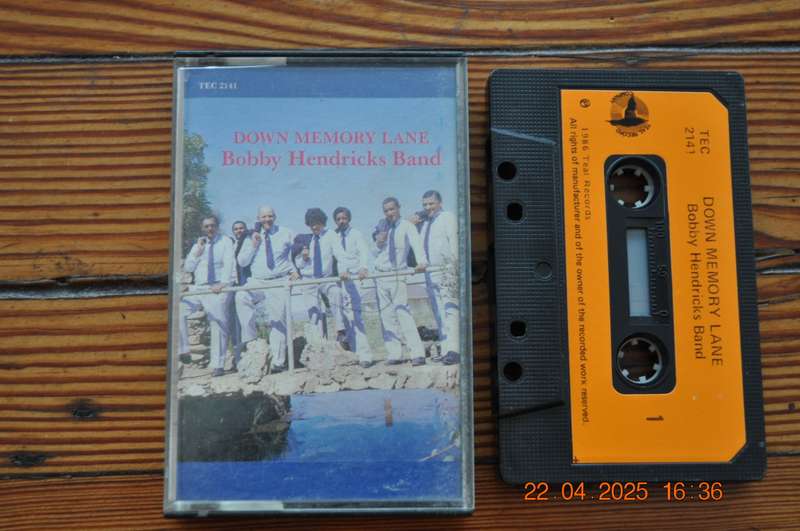 TEC 2141
DOWN MEMORY LANE
Bobby Hendricks Band
TEC
2141
DOWN MEMORY LANE
Bobby Hendricks Band
1
℗ 1986 Teal Records
All rights of manufacturer and of the owner of the recorded work reserved.
22.04.2025 16:36